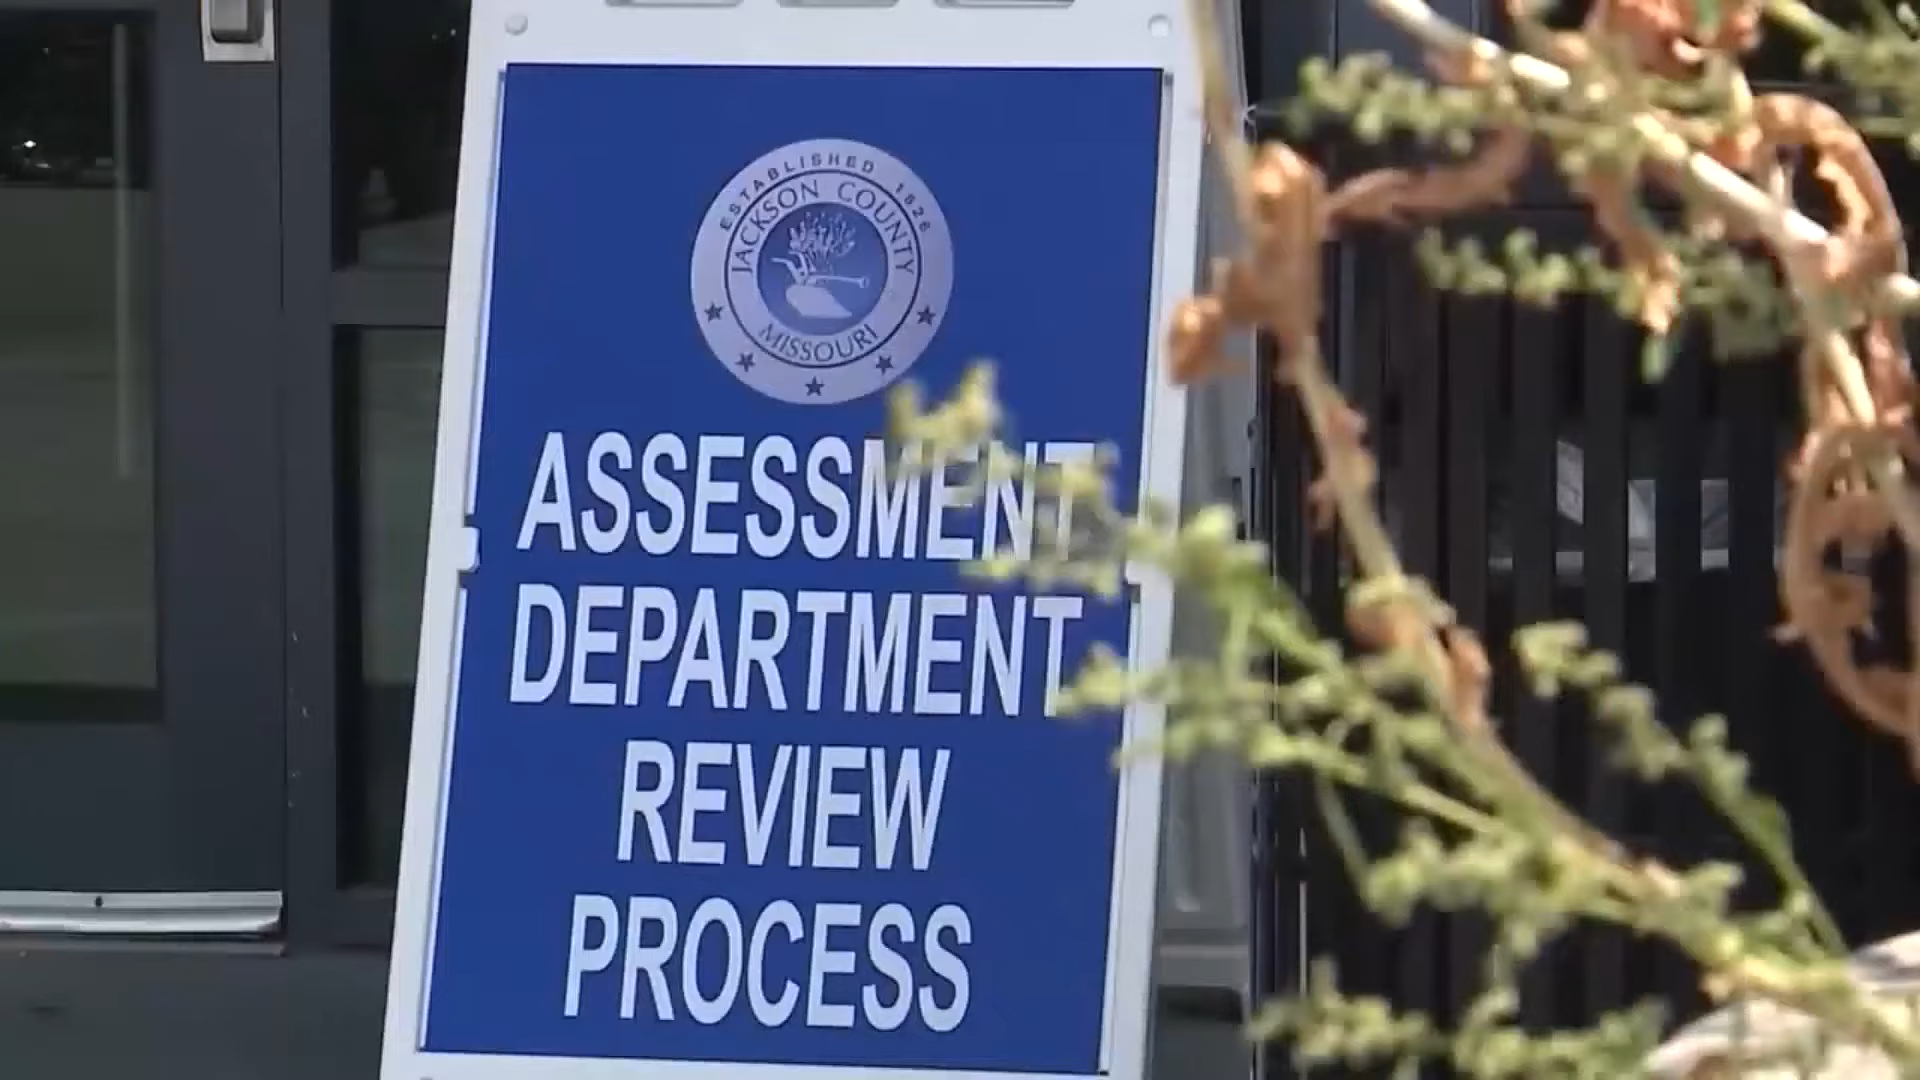 ESTABLISHED 1826
JACKSON COUNTY
MISSOURI
ASSESSMENT
DEPARTMENT
REVIEW
PROCESS